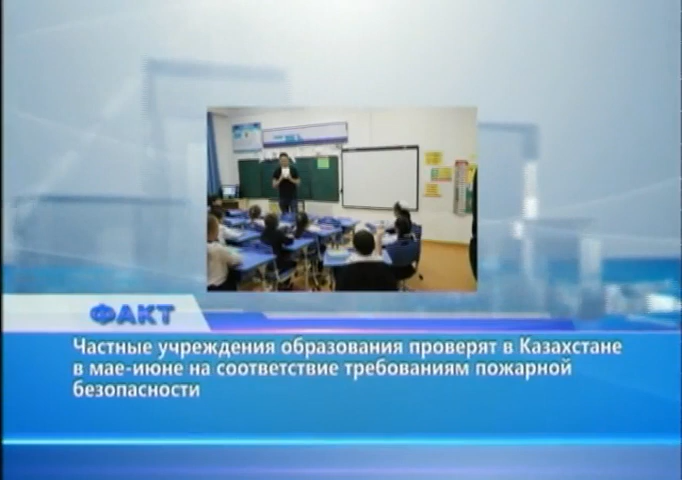 ФАКТ
Частные учреждения образования проверят в Казахстане
в мае-июне на соответствие требованиям пожарной
безопасности